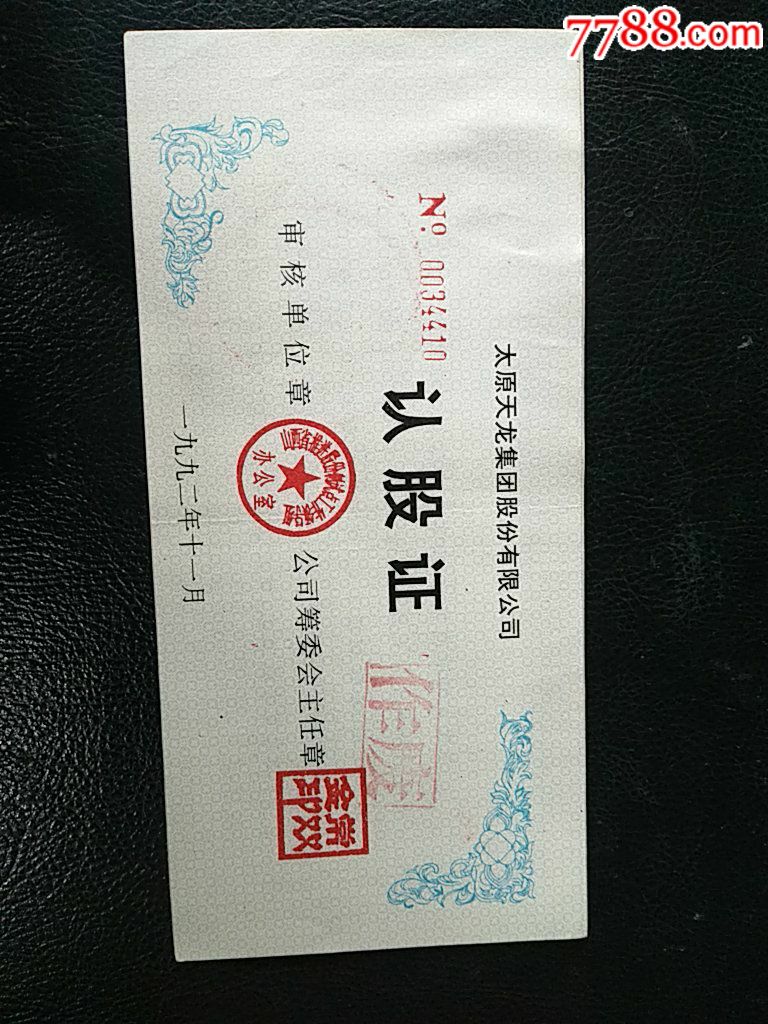 7788.com
太原天龙集团股份有限公司
No. 0034410
认股证
作废
审核单位章
公司筹委会主任章
办公室
一九九二年十一月